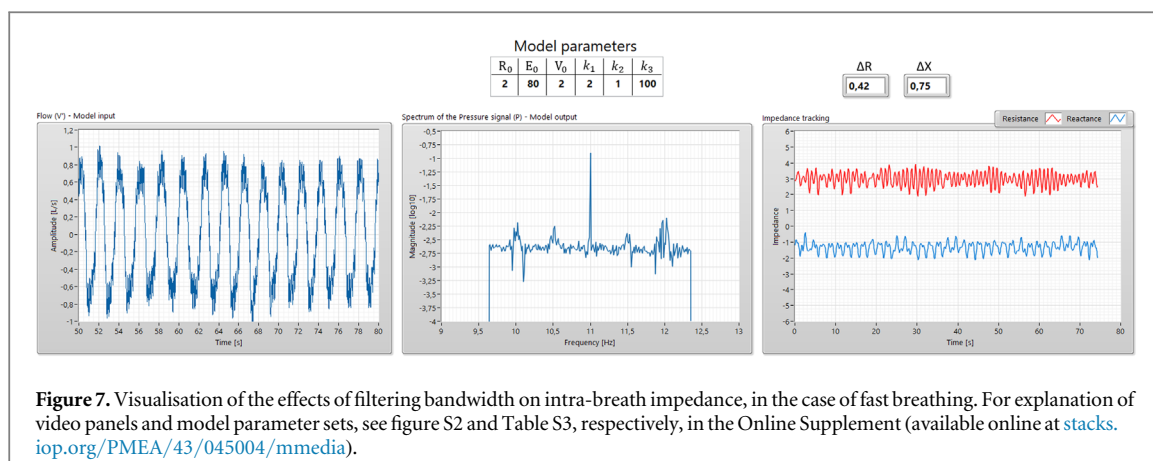 Model parameters
R₀ E₀ V₀ k₁ k₂ k₃
2 80 2 2 1 100
ΔR ΔX
0,42 0,75
Flow (V') - Model input
1,2
1
0,8
0,6
0,4
0,2
0
-0,2
-0,4
-0,6
-0,8
-1
Amplitude [L/s]
50 52 54 56 58 60 62 64 66 68 70 72 74 76 78 80
Time [s]
Spectrum of the Pressure signal (P) - Model output
-0,5
-0,75
-1
-1,25
-1,5
-1,75
-2
-2,25
-2,5
-2,75
-3
-3,25
-3,5
-3,75
-4
Magnitude [log10]
9 9,5 10 10,5 11 11,5 12 12,5 13
Frequency [Hz]
Impedance tracking
Resistance Reactance
6
5
4
3
2
1
0
-1
-2
-3
-4
-5
-6
Impedance
0 10 20 30 40 50 60 70 80
Time [s]
Figure 7. Visualisation of the effects of filtering bandwidth on intra-breath impedance, in the case of fast breathing. For explanation of
video panels and model parameter sets, see figure S2 and Table S3, respectively, in the Online Supplement (available online at stacks.
iop.org/PMEA/43/045004/mmedia).